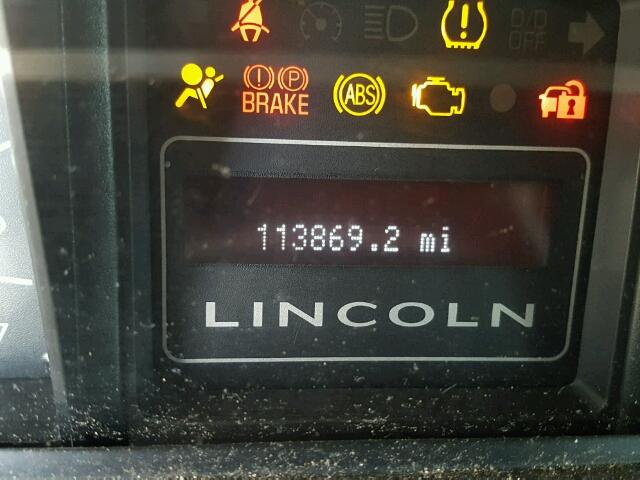 O/D
OFF
(P)
BRAKE
ABS
113869.2 mi
LINCOLN